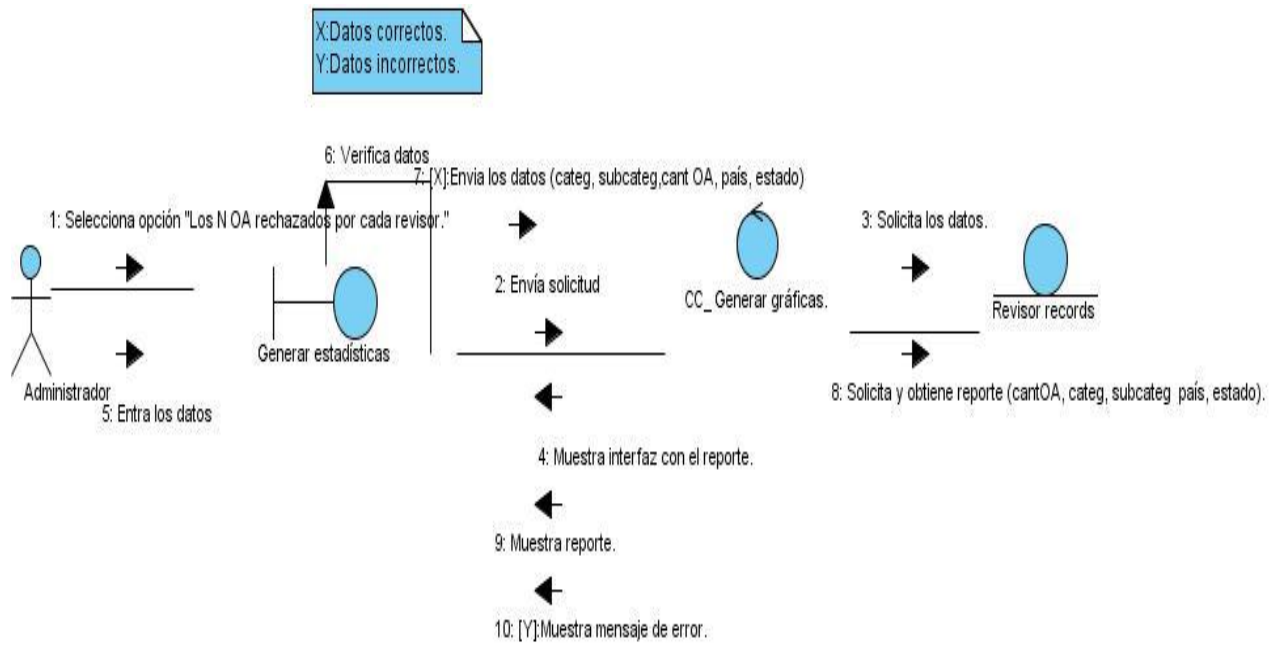 X:Datos correctos.
Y:Datos incorrectos.
6: Verifica datos
7: [X]:Envia los datos (categ, subcateg,cant OA, país, estado)
1: Selecciona opción "Los N OA rechazados por cada revisor."
3: Solicita los datos.
2: Envía solicitud
CC_ Generar gráficas.
Revisor records
Generar estadísticas
Administrador
5: Entra los datos
8: Solicita y obtiene reporte (cantOA, categ, subcateg país, estado).
4: Muestra interfaz con el reporte.
9: Muestra reporte.
10: [Y]:Muestra mensaje de error.